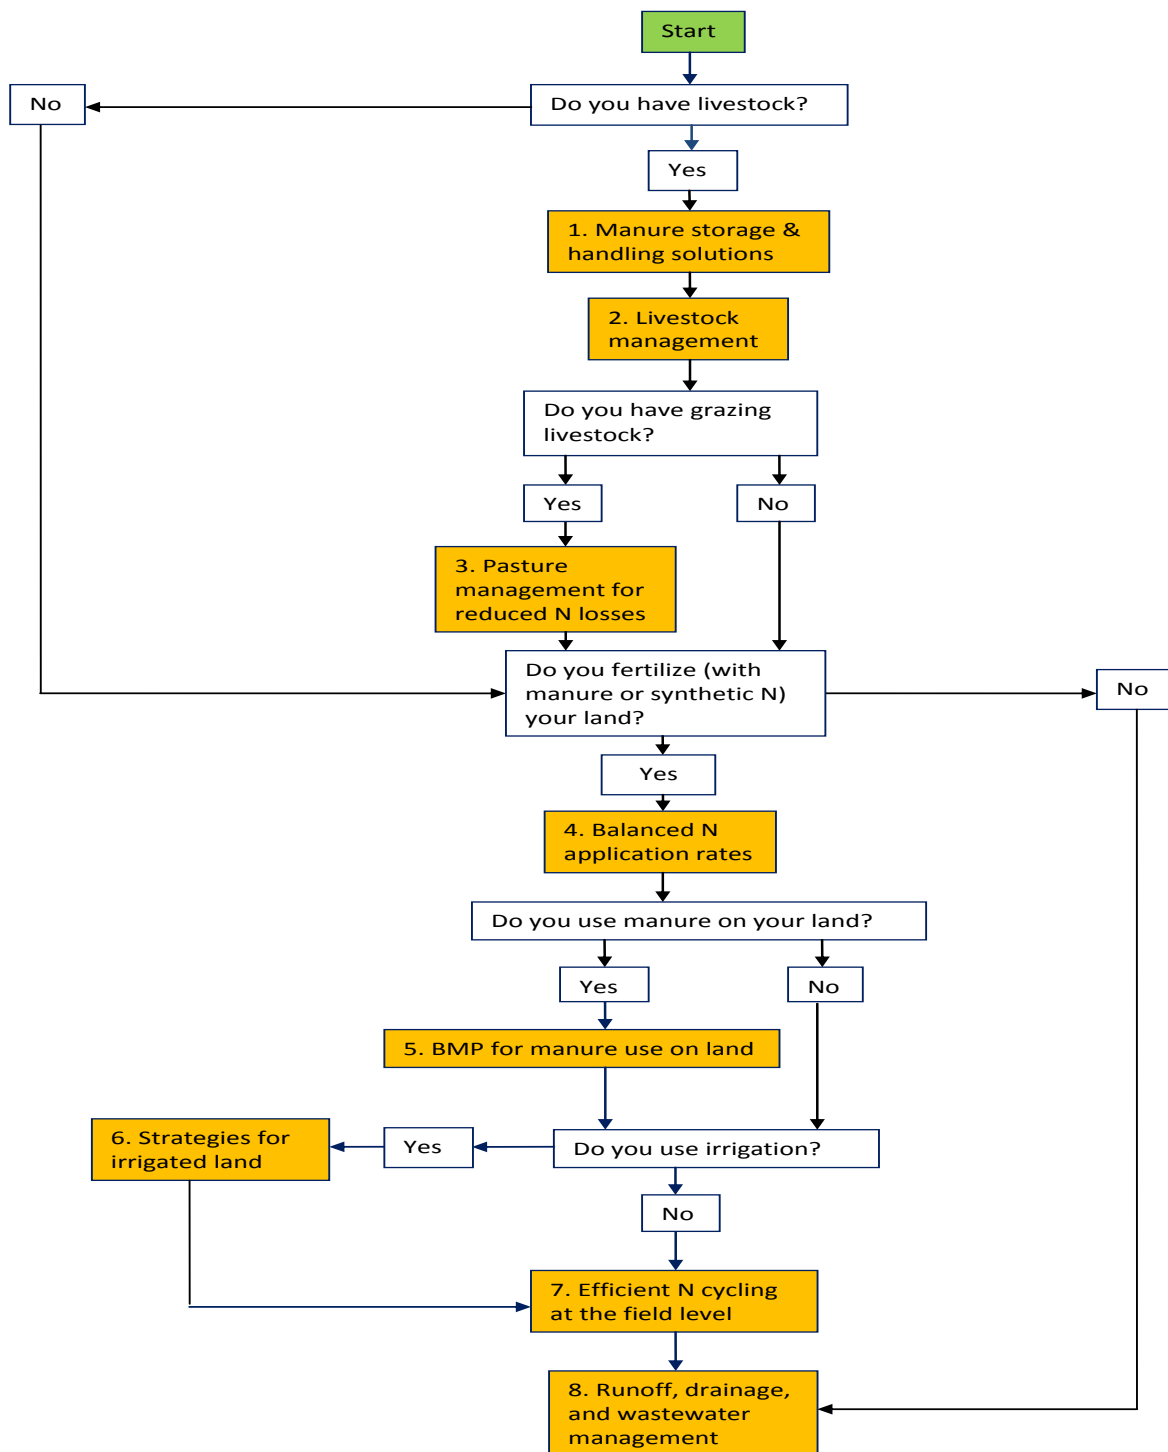 Start
No
Do you have livestock?
Yes
1. Manure storage &
handling solutions
2. Livestock
management
Do you have grazing
livestock?
Yes
No
3. Pasture
management for
reduced N losses
Do you fertilize (with
manure or synthetic N)
your land?
No
Yes
4. Balanced N
application rates
Do you use manure on your land?
Yes
No
5. BMP for manure use on land
6. Strategies for
irrigated land
Yes
Do you use irrigation?
No
7. Efficient N cycling
at the field level
8. Runoff, drainage,
and wastewater
management